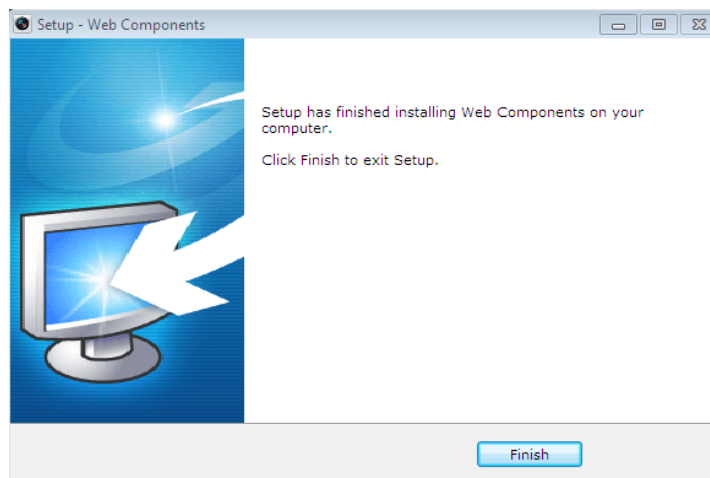 Setup - Web Components
Setup has finished installing Web Components on your
computer.
Click Finish to exit Setup.
Finish